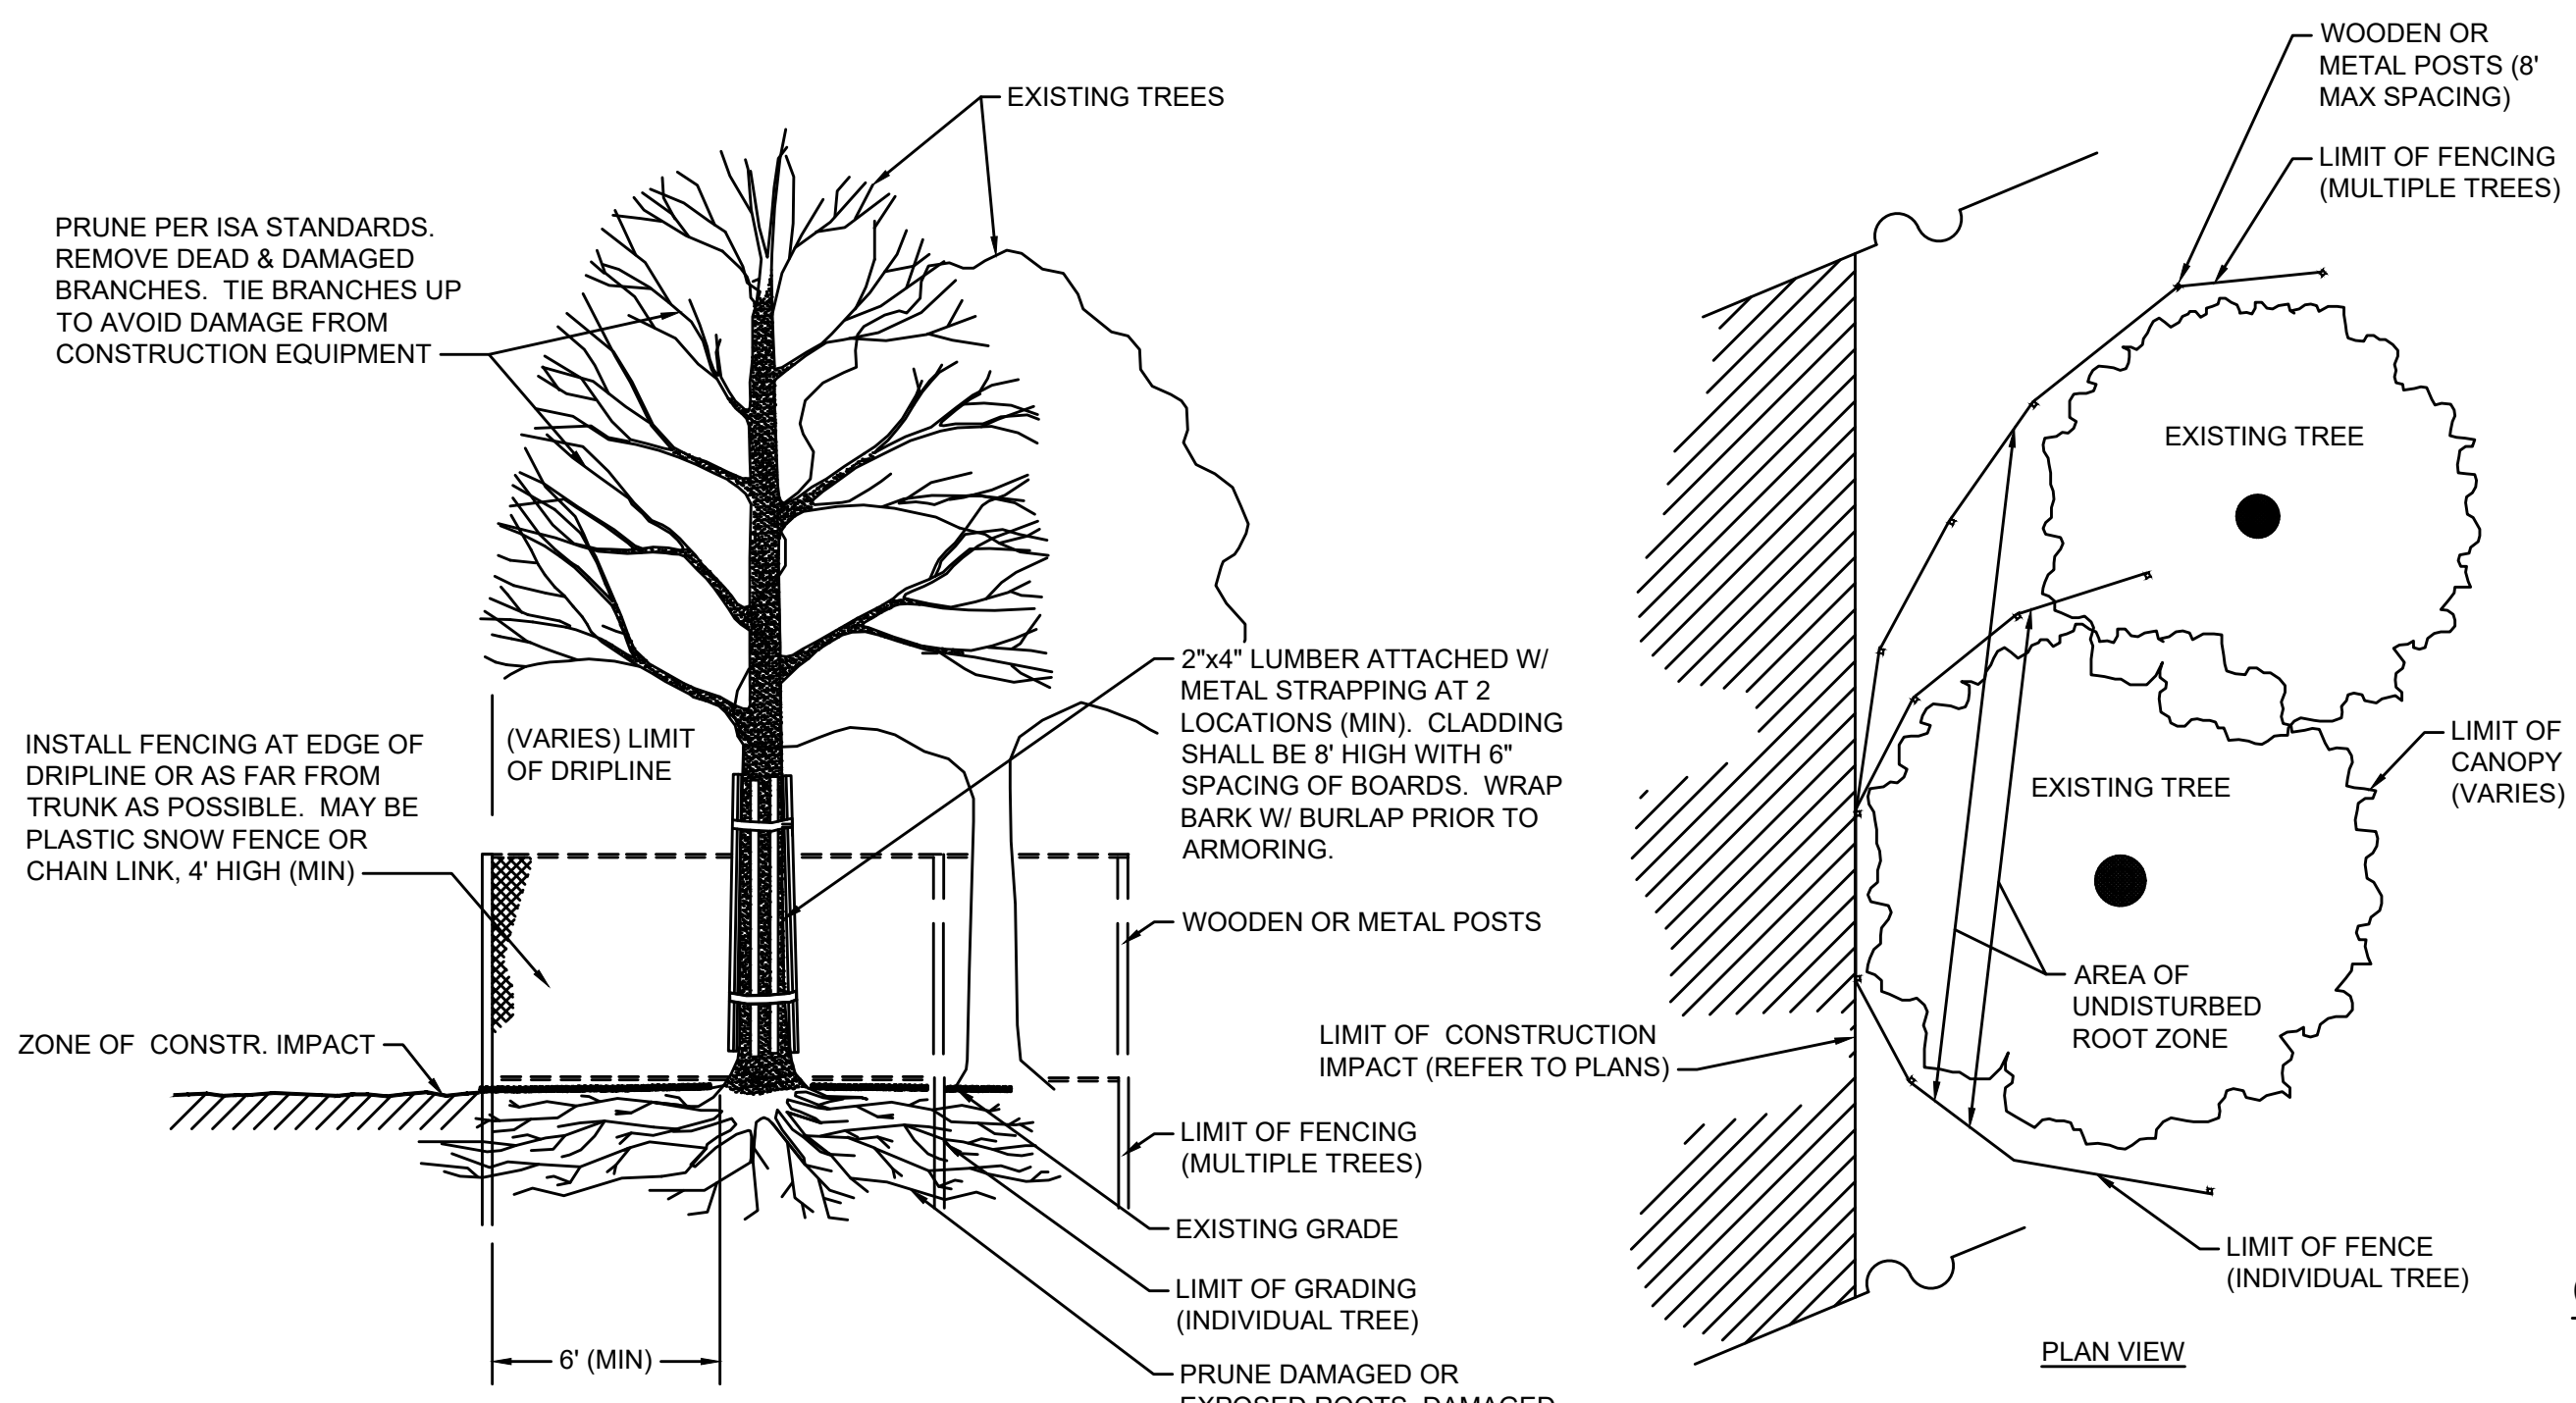 EXISTING TREES
PRUNE PER ISA STANDARDS.
REMOVE DEAD & DAMAGED
BRANCHES.  TIE BRANCHES UP
TO AVOID DAMAGE FROM
CONSTRUCTION EQUIPMENT
(VARIES) LIMIT
OF DRIPLINE
INSTALL FENCING AT EDGE OF
DRIPLINE OR AS FAR FROM
TRUNK AS POSSIBLE.  MAY BE
PLASTIC SNOW FENCE OR
CHAIN LINK, 4' HIGH (MIN)
ZONE OF  CONSTR. IMPACT
6' (MIN)
2"x4" LUMBER ATTACHED W/
METAL STRAPPING AT 2
LOCATIONS (MIN).  CLADDING
SHALL BE 8' HIGH WITH 6"
SPACING OF BOARDS.  WRAP
BARK W/ BURLAP PRIOR TO
ARMORING.
WOODEN OR METAL POSTS
LIMIT OF FENCING
(MULTIPLE TREES)
EXISTING GRADE
LIMIT OF GRADING
(INDIVIDUAL TREE)
PRUNE DAMAGED OR
EXPOSED ROOTS. DAMAGED
WOODEN OR
METAL POSTS (8'
MAX SPACING)
LIMIT OF FENCING
(MULTIPLE TREES)
EXISTING TREE
EXISTING TREE
LIMIT OF
CANOPY
(VARIES)
AREA OF
UNDISTURBED
ROOT ZONE
LIMIT OF  CONSTRUCTION
IMPACT (REFER TO PLANS)
LIMIT OF FENCE
(INDIVIDUAL TREE)
PLAN VIEW